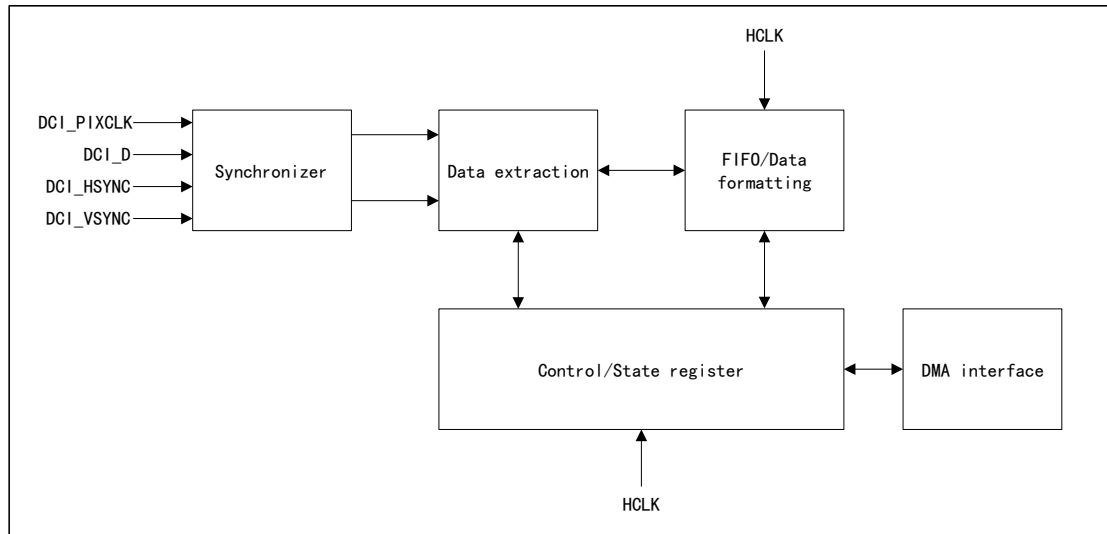 HCLK
DCI_PIXCLK
DCI_D
DCI_HSYNC
DCI_VSYNC
Synchronizer
Data extraction
FIFO/Data
formatting
Control/State register
DMA interface
HCLK